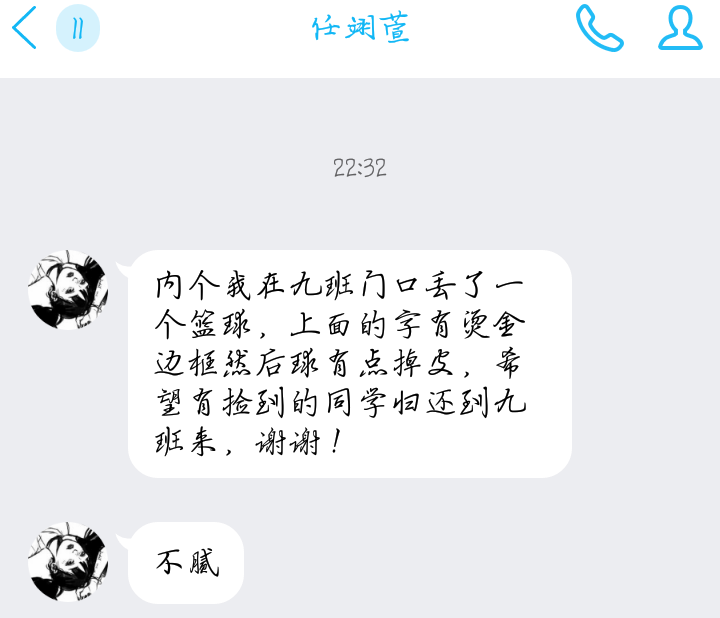 11
任翊萱
22:32
内个我在九班门口丢了一
个篮球，上面的字有烫金
边框然后球有点掉皮，希
望有捡到的同学归还到九
班来，谢谢！
不腻